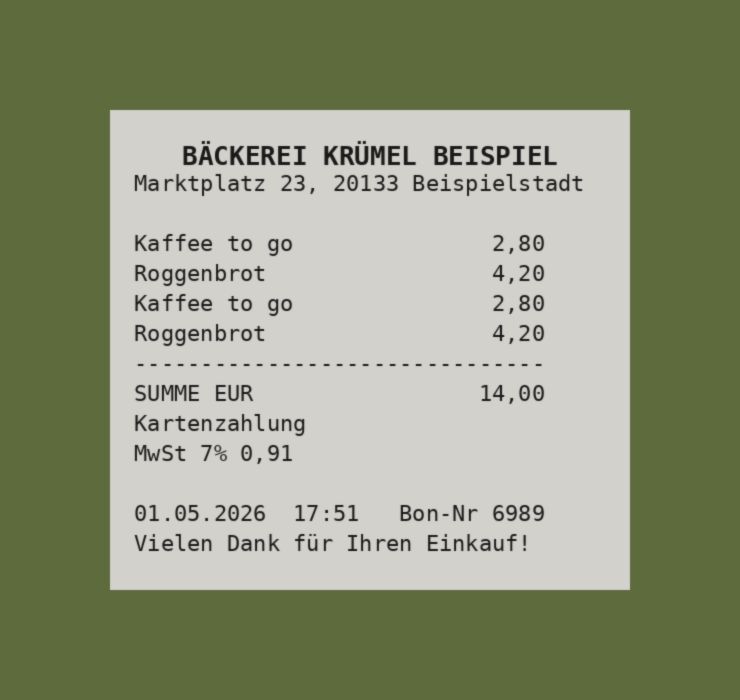 BÄCKEREI KRÜMEL BEISPIEL
Marktplatz 23, 20133 Beispielstadt
Kaffee to go 2,80
Roggenbrot 4,20
Kaffee to go 2,80
Roggenbrot 4,20
-------------------------------
SUMME EUR 14,00
Kartenzahlung
MwSt 7% 0,91
01.05.2026 17:51 Bon-Nr 6989
Vielen Dank für Ihren Einkauf!